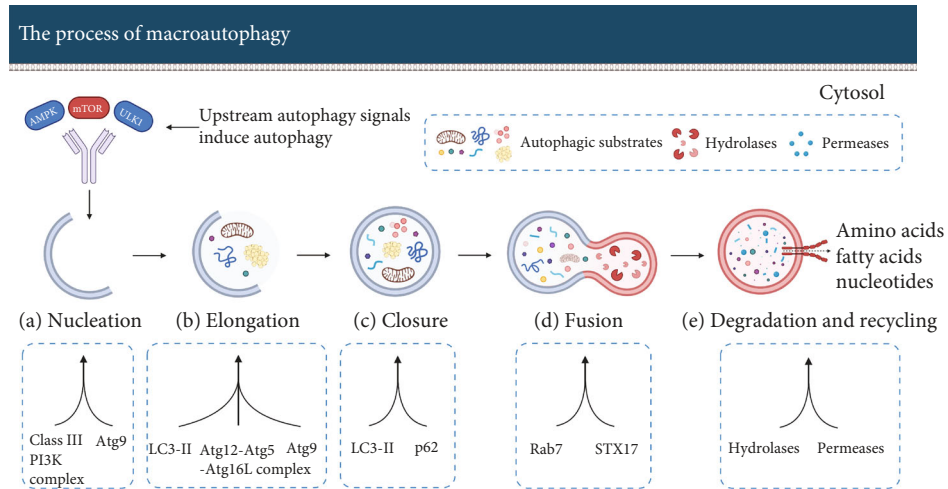 The process of macroautophagy
AMPK
mTOR
ULK1
Upstream autophagy signals
induce autophagy
Cytosol
Autophagic substrates
Hydrolases
Permeases
Amino acids
fatty acids
nucleotides
(a) Nucleation
(b) Elongation
(c) Closure
(d) Fusion
(e) Degradation and recycling
Class III
PI3K
complex
Atg9
LC3-II
Atg12-Atg5
-Atg16L complex
Atg9
LC3-II
p62
Rab7
STX17
Hydrolases
Permeases